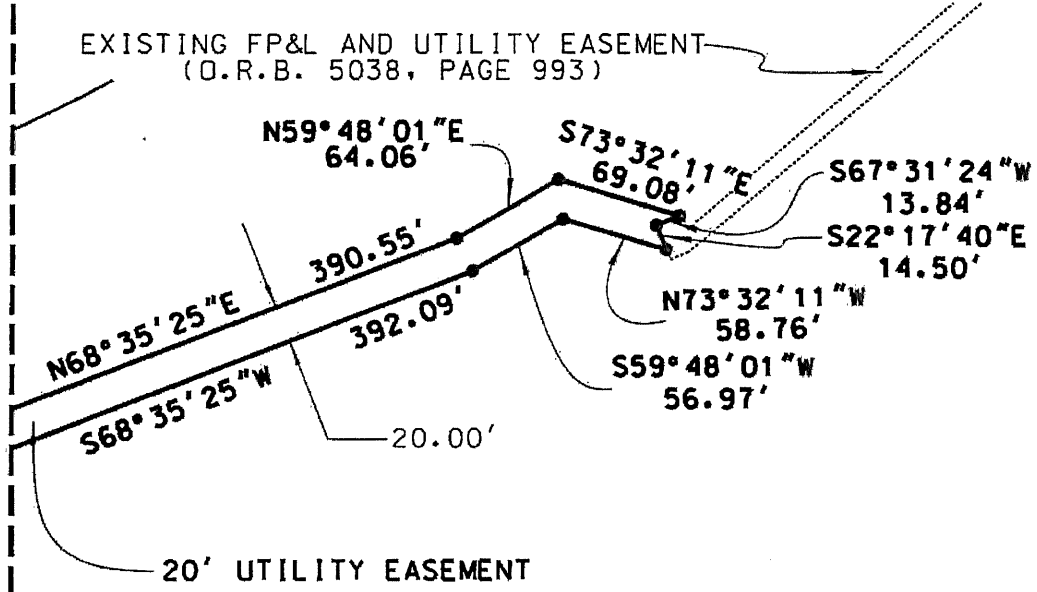 EXISTING FP&L AND UTILITY EASEMENT
(O.R.B. 5038, PAGE 993)
N59°48'01"E
64.06'
S73°32'11"E
69.08'
S67°31'24"W
13.84'
S22°17'40"E
14.50'
N68°35'25"E
390.55'
S68°35'25"W
392.09'
N73°32'11"W
58.76'
S59°48'01"W
56.97'
20.00'
20' UTILITY EASEMENT